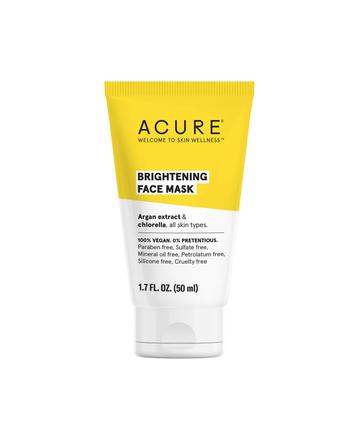 ACURE®
WELCOME TO SKIN WELLNESS™
BRIGHTENING
FACE MASK
Argan extract &
chlorella, all skin types.
100% VEGAN. 0% PRETENTIOUS.
Paraben free, Sulfate free,
Mineral oil free, Petrolatum free,
Silicone free, Cruelty free
1.7 FL. OZ. (50 ml)